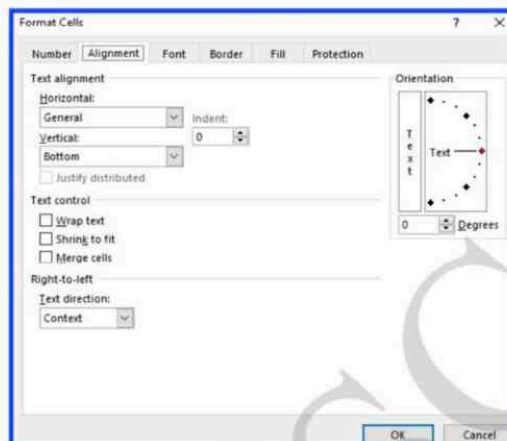 Format Cells ? ×
Number Alignment Font Border Fill Protection
Text alignment
Horizontal:
General
Indent:
0
Vertical:
Bottom
Justify distributed
Text control
Wrap text
Shrink to fit
Merge cells
Right-to-left
Text direction:
Context
Orientation
Text
Text
0 Degrees
OK Cancel